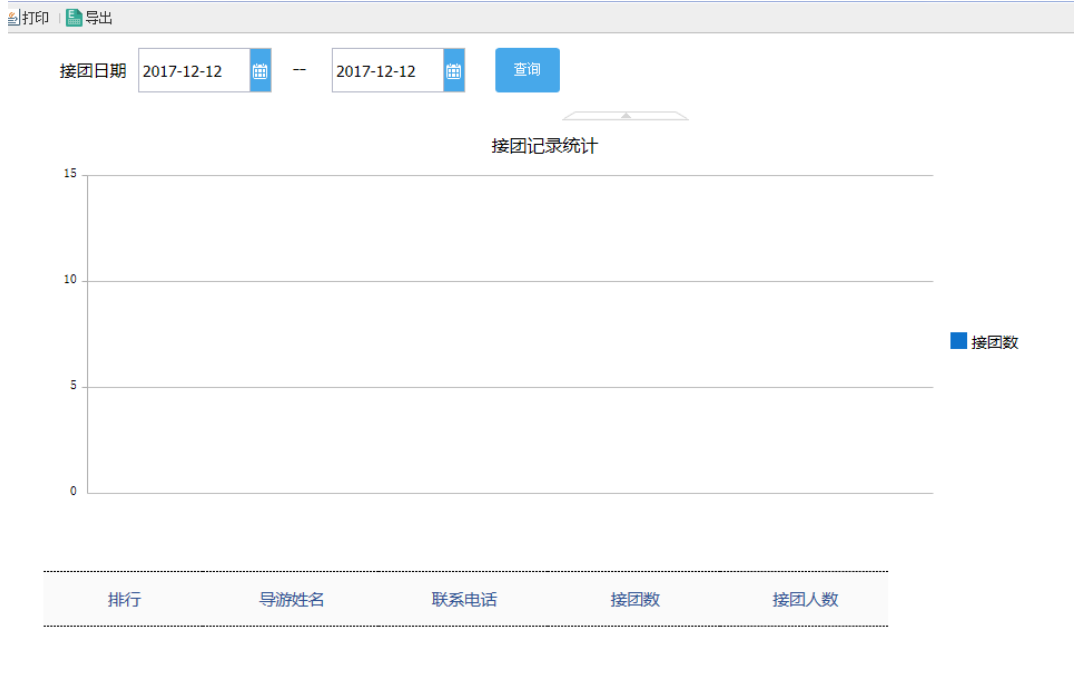 打印 导出
接团日期 2017-12-12 -- 2017-12-12 查询
接团记录统计
15
10
接团数
5
0
排行 导游姓名 联系电话 接团数 接团人数